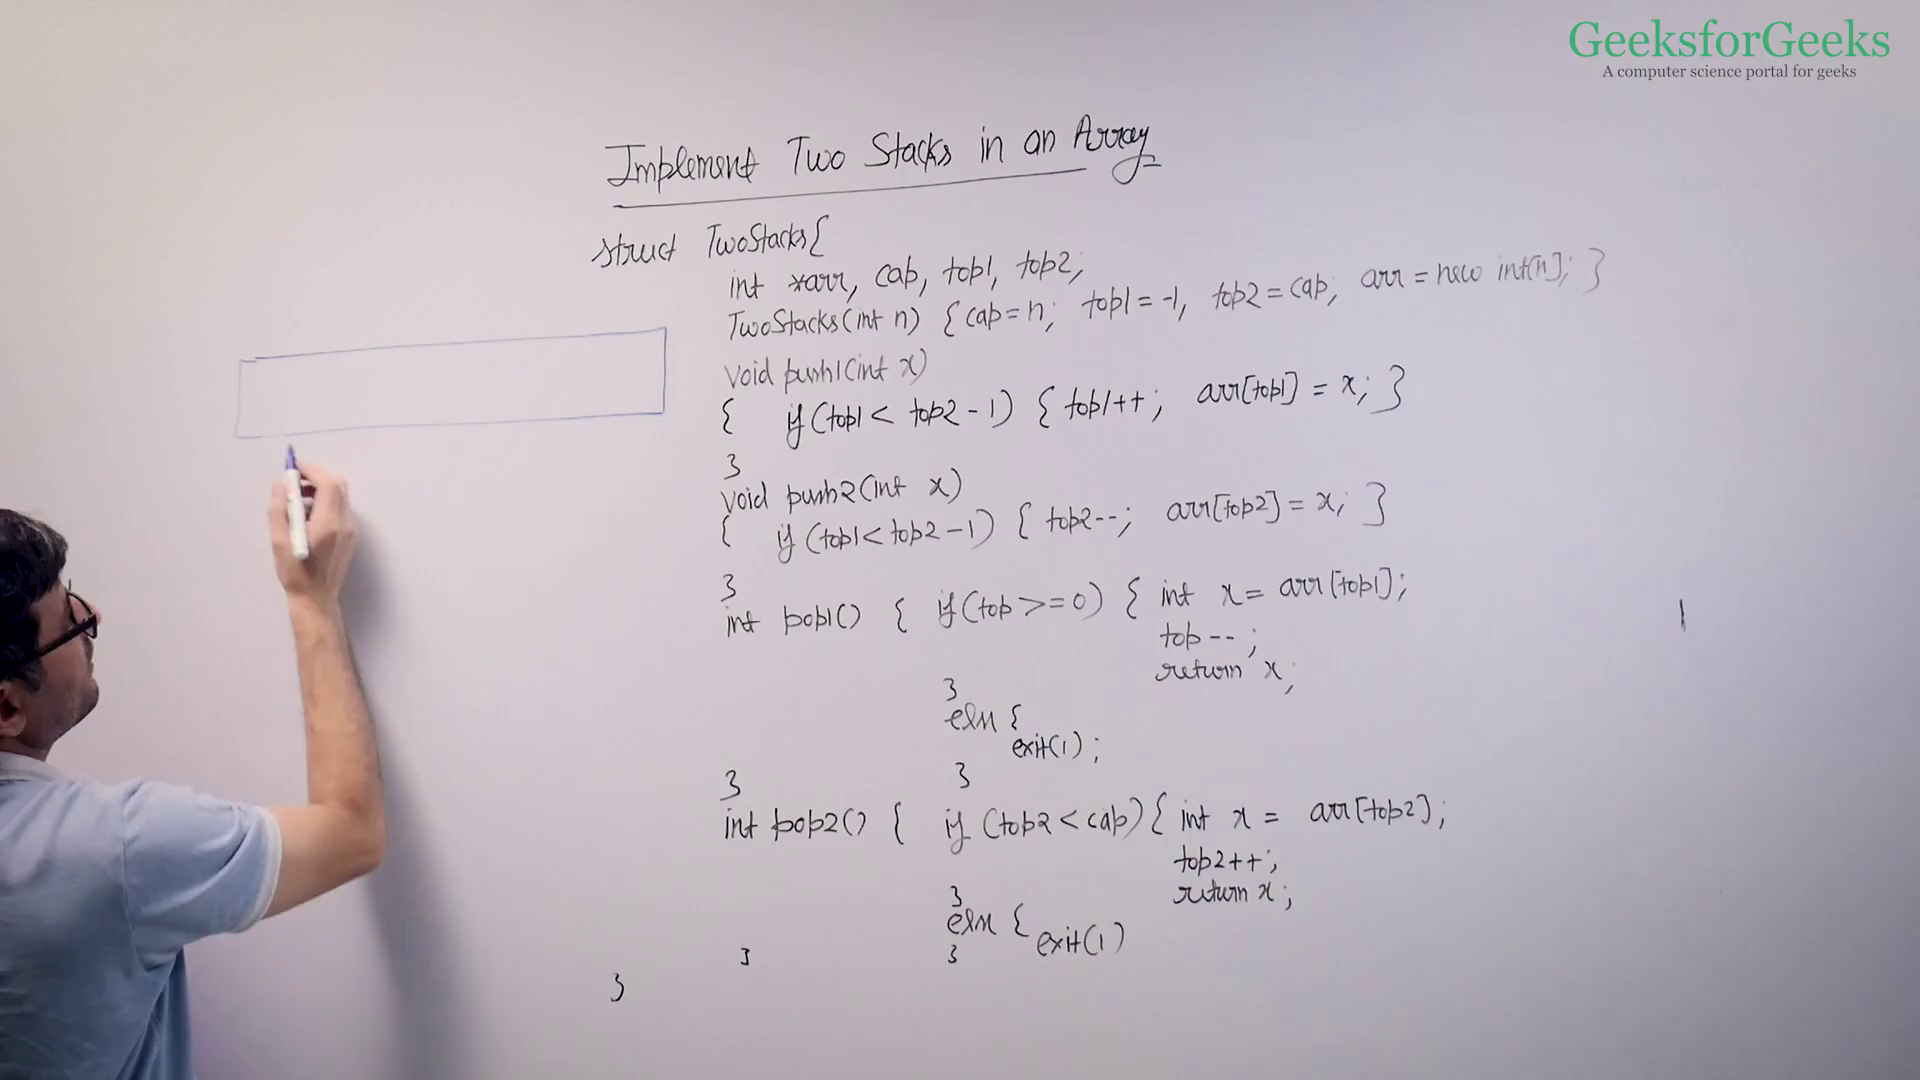 GeeksforGeeks
A computer science portal for geeks
Implement Two Stacks in an Array
struct TwoStacks{
int *arr, cap, top1, top2;
TwoStacks(int n) {cap=n; top1=-1, top2=cap; arr=new int[n]; }
void push1(int x)
{ if(top1< top2-1) { top1++; arr[top1] = x; }
}
void push2(int x)
{ if(top1<top2-1) { top2--; arr[top2]=x; }
}
int pop1() { if(top>=0) { int x= arr[top1];
top--;
return x;
}
else {
exit(1);
} }
int pop2() { if (top2<cap){ int x = arr[top2];
top2++;
return x;
}
else { exit(1)
} }
}